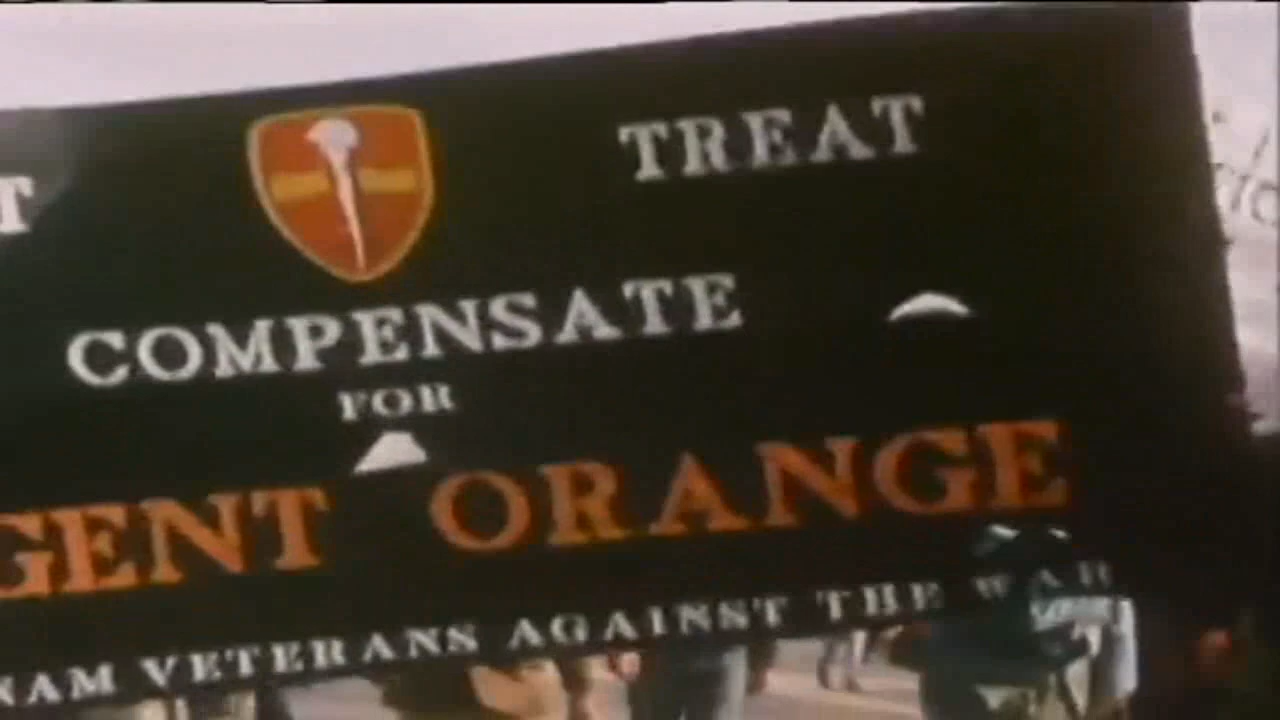 T TREAT
COMPENSATE
FOR
GENT ORANGE
NAM VETERANS AGAINST THE WAR